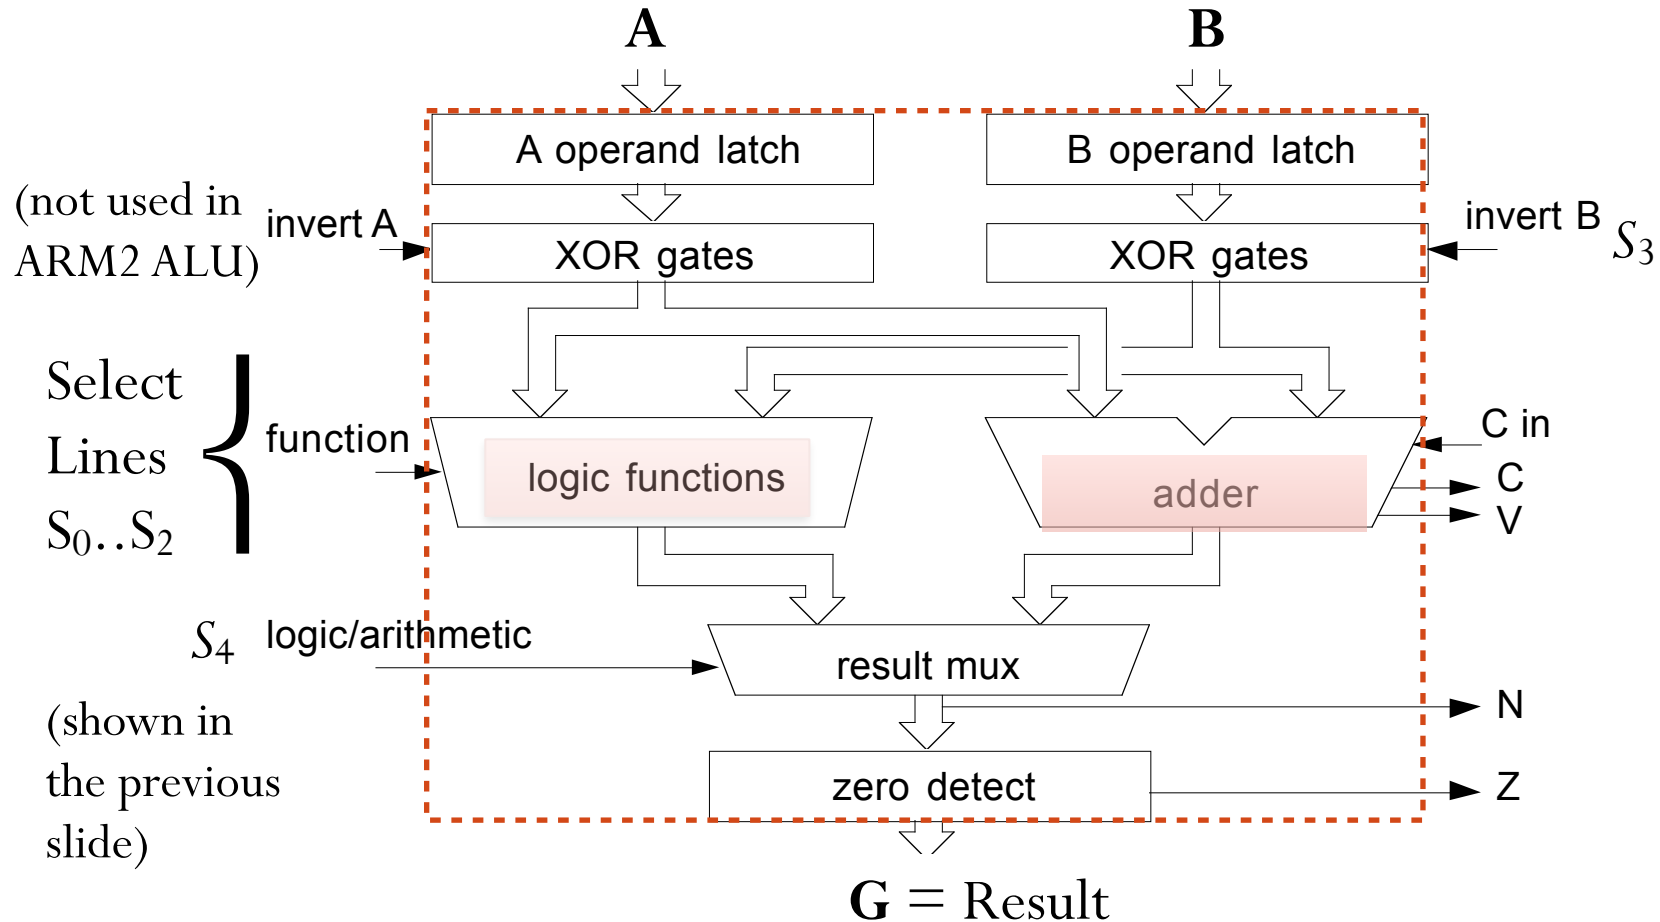 A
B
A operand latch
B operand latch
(not used in
ARM2 ALU)
invert A
XOR gates
XOR gates
invert B
S3
Select
Lines
S0..S2
{
function
logic functions
adder
C in
C
V
S4
logic/arithmetic
result mux
(shown in
the previous
slide)
N
zero detect
Z
G = Result